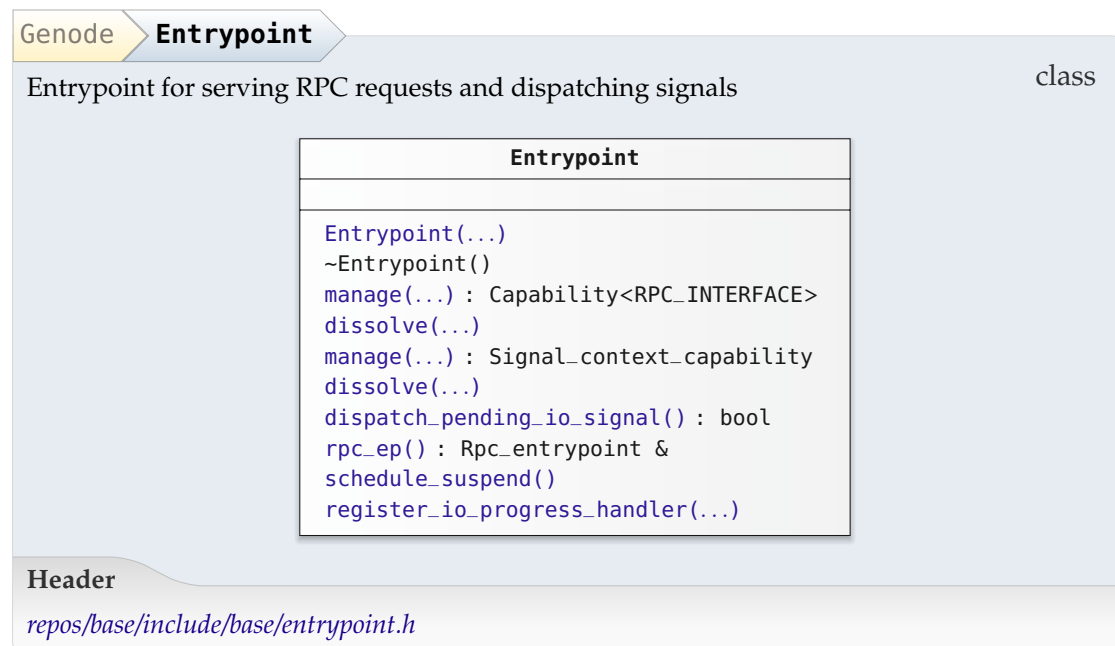 Genode Entrypoint
Entrypoint for serving RPC requests and dispatching signals
class
Entrypoint
Entrypoint(...)
~Entrypoint()
manage(...) : Capability<RPC_INTERFACE>
dissolve(...)
manage(...) : Signal_context_capability
dissolve(...)
dispatch_pending_io_signal() : bool
rpc_ep() : Rpc_entrypoint &
schedule_suspend()
register_io_progress_handler(...)
Header
repos/base/include/base/entrypoint.h